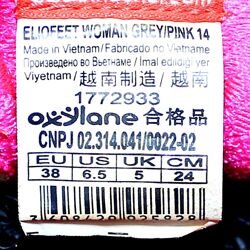 ELIOFEET WOMAN GREY/PINK 14
Made in Vietnam / Fabricado no Vietname
Произведено во Вьетнаме / Imal edildiği yer
Viyetnam / 越南制造 / 越南
1772933
oxylane 合格品
CNPJ 02.314.041/0022-02
EU US UK CM
38 6.5 5 24